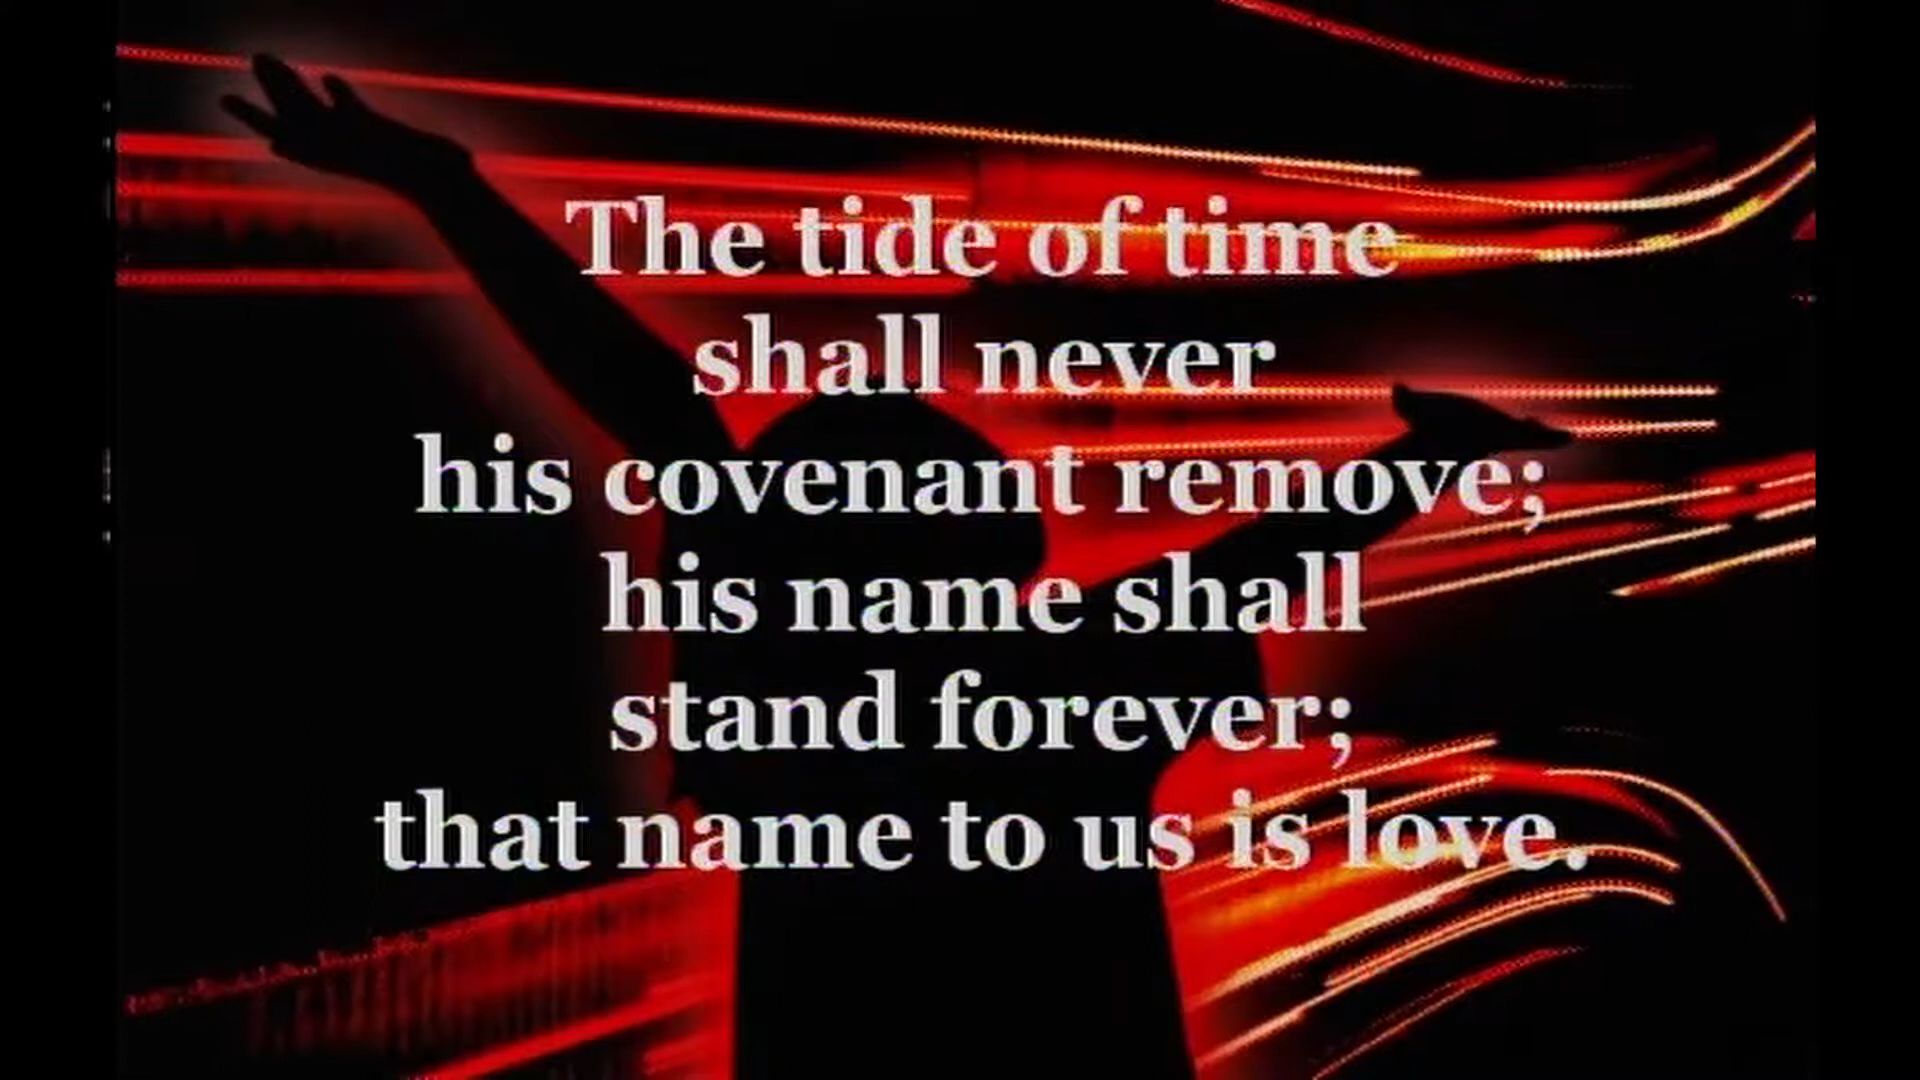 The tide of time
shall never
his covenant remove;
his name shall
stand forever;
that name to us is love.